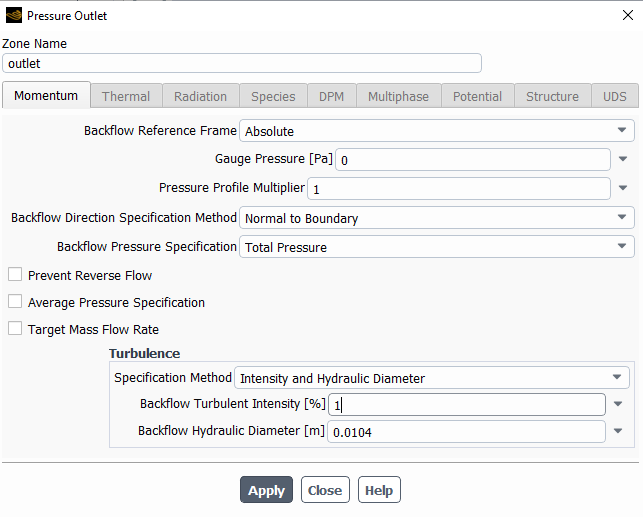 Pressure Outlet
Zone Name
outlet
Momentum Thermal Radiation Species DPM Multiphase Potential Structure UDS
Backflow Reference Frame Absolute
Gauge Pressure [Pa] 0
Pressure Profile Multiplier 1
Backflow Direction Specification Method Normal to Boundary
Backflow Pressure Specification Total Pressure
Prevent Reverse Flow
Average Pressure Specification
Target Mass Flow Rate
Turbulence
Specification Method Intensity and Hydraulic Diameter
Backflow Turbulent Intensity [%] 1
Backflow Hydraulic Diameter [m] 0.0104
Apply Close Help